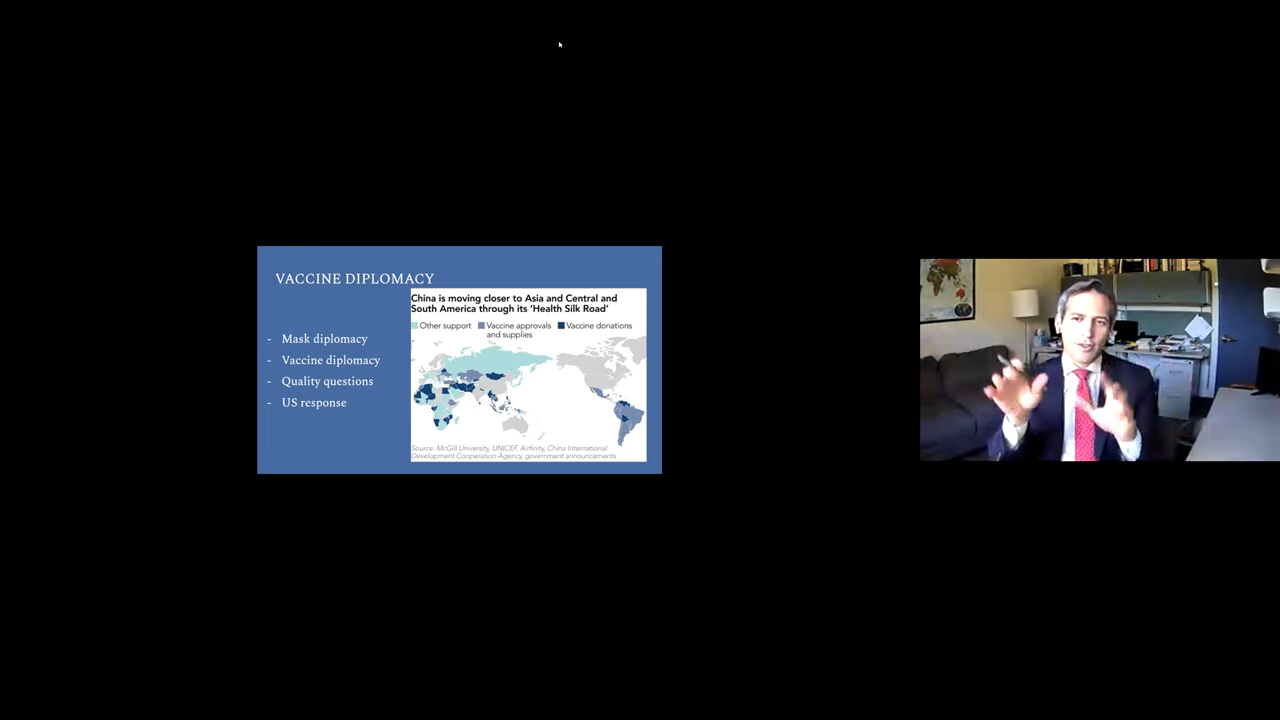 VACCINE DIPLOMACY
- Mask diplomacy
- Vaccine diplomacy
- Quality questions
- US response
China is moving closer to Asia and Central and
South America through its ‘Health Silk Road’
Other support
Vaccine approvals
and supplies
Vaccine donations
Source: McGill University, UNICEF, Airfinity, China International
Development Cooperation Agency, government announcements